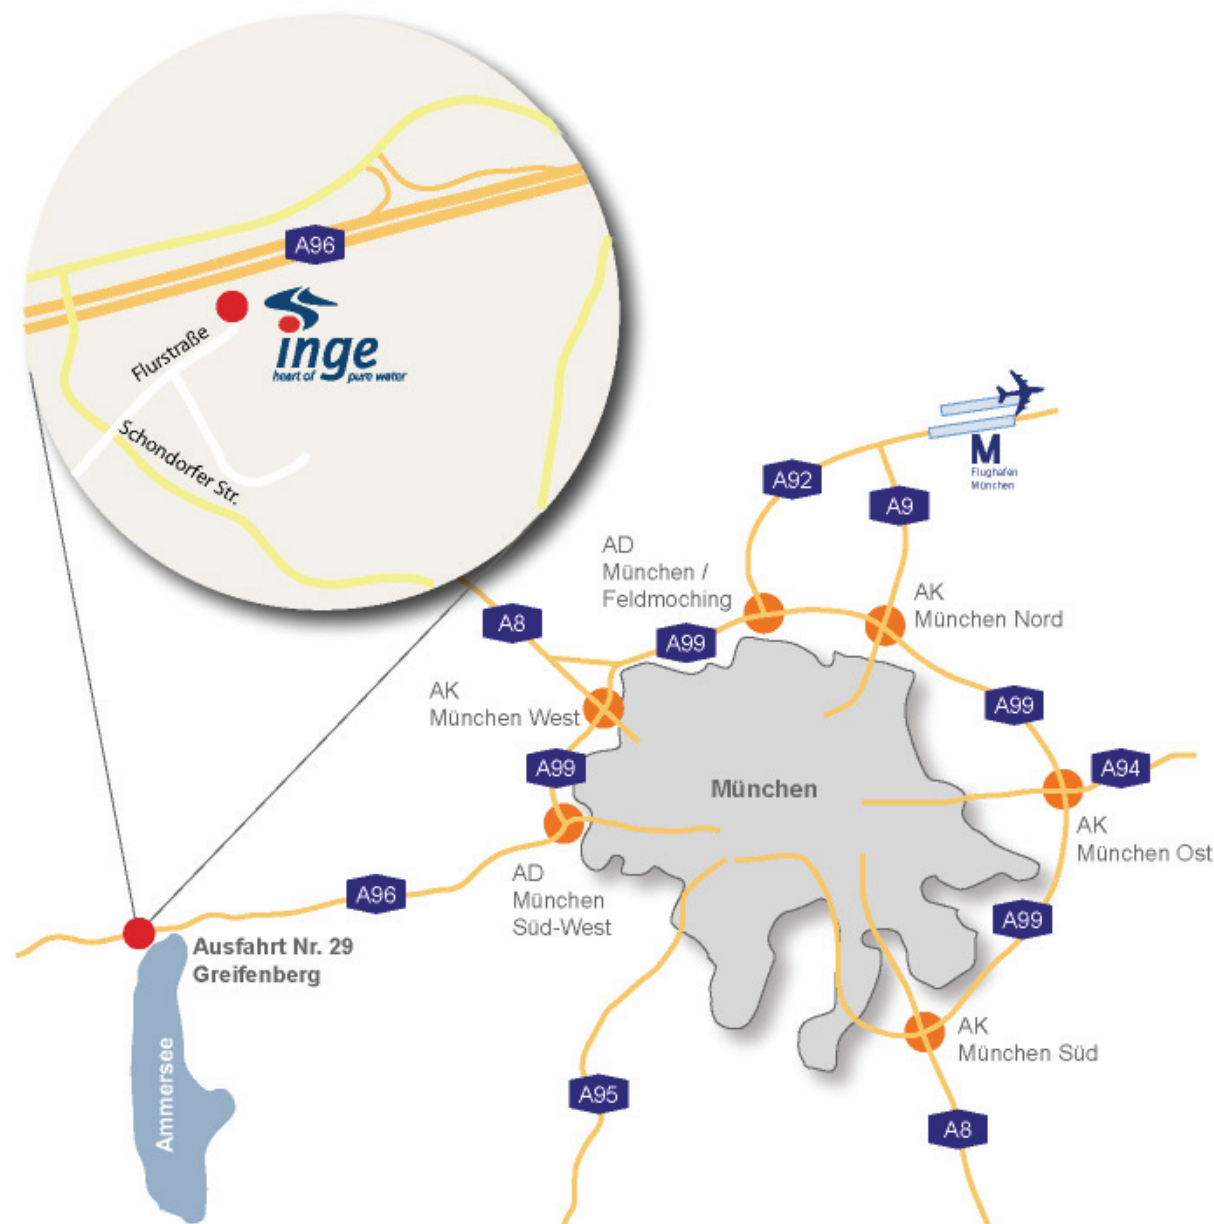 A96
Flurstraße
inge
heart of pure water
Schondorfer Str.
M
Flughafen
München
A92
A9
AD
München /
Feldmoching
AK
München Nord
A8
A99
AK
München West
A99
A99
München
A94
AK
München Ost
AD
München
Süd-West
A96
A99
Ausfahrt Nr. 29
Greifenberg
AK
München Süd
Ammersee
A95
A8